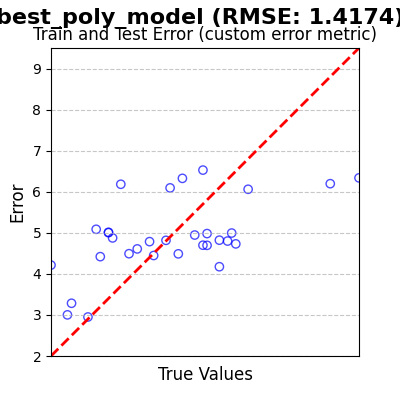 best_poly_model (RMSE: 1.4174)
Train and Test Error (custom error metric)
9
8
7
6
5
4
3
2
Error
True Values